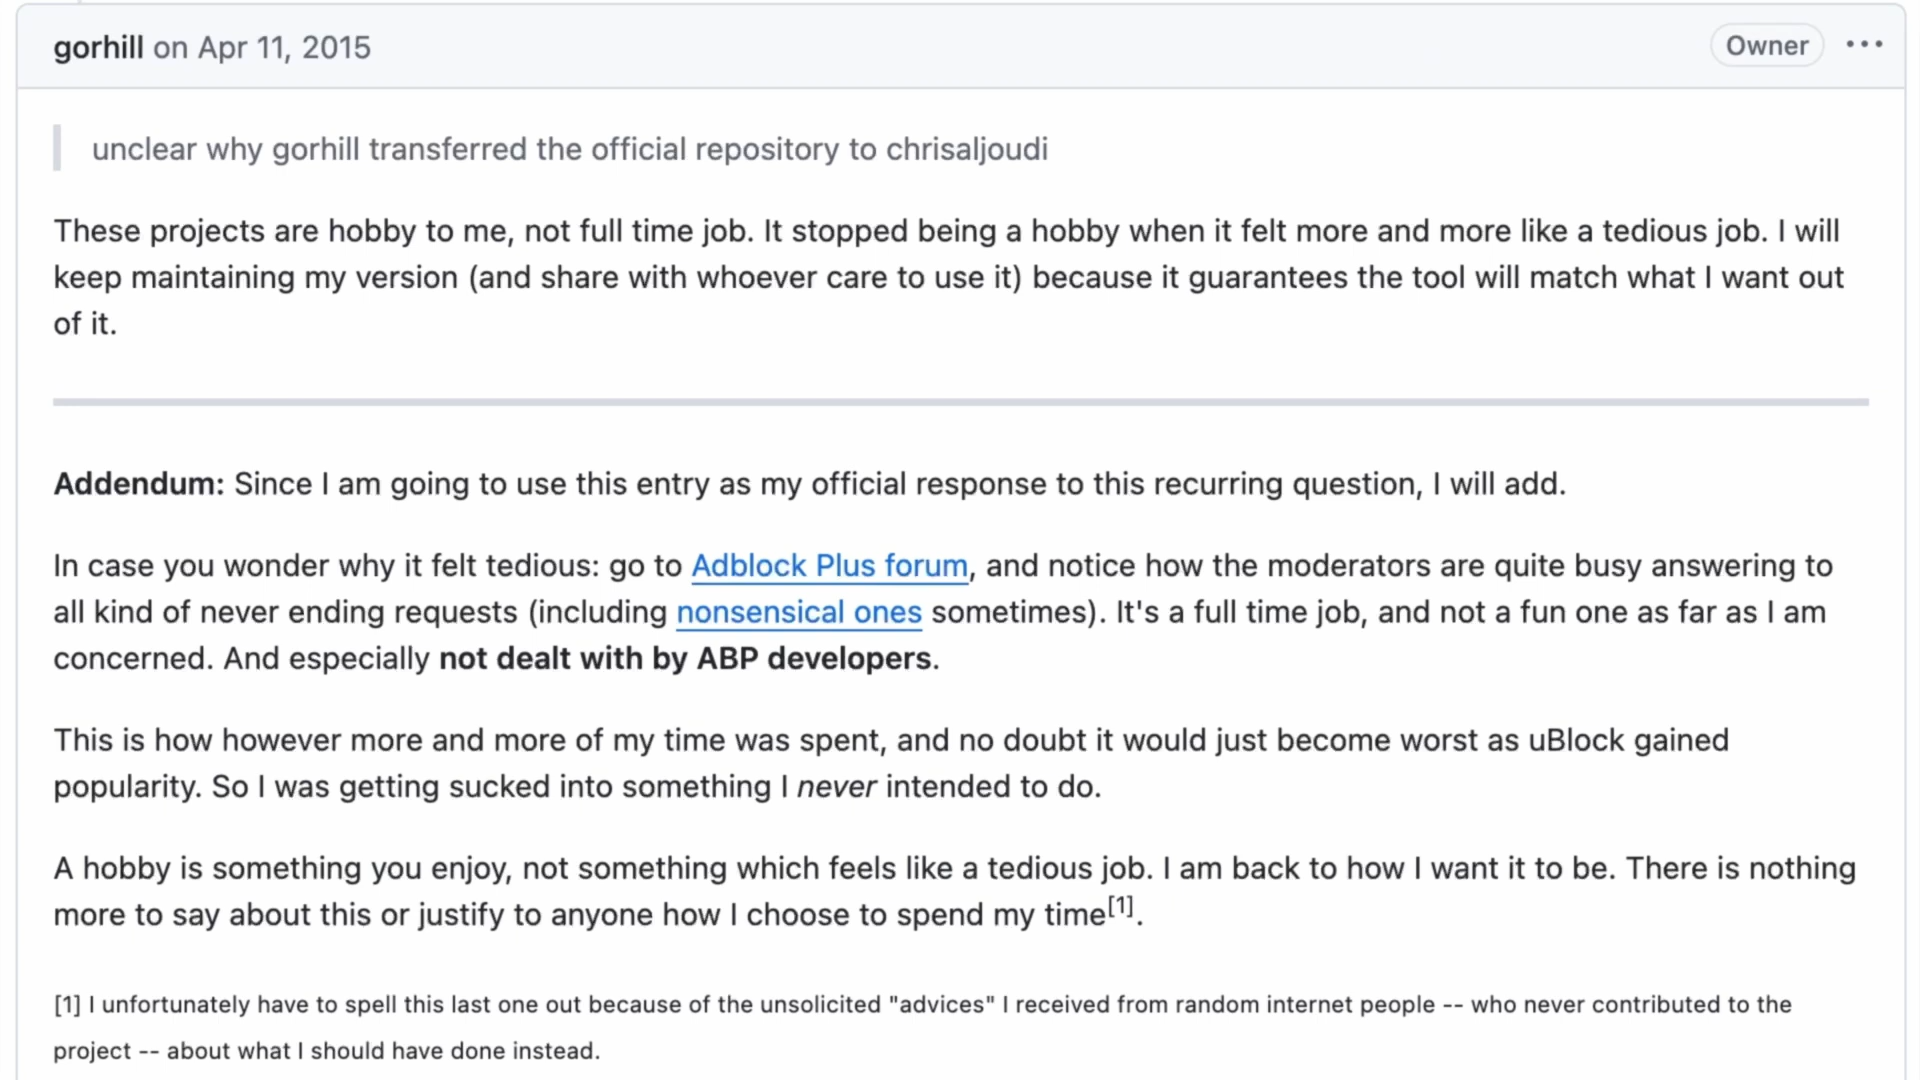 gorhill on Apr 11, 2015
Owner
unclear why gorhill transferred the official repository to chrisaljoudi
These projects are hobby to me, not full time job. It stopped being a hobby when it felt more and more like a tedious job. I will
keep maintaining my version (and share with whoever care to use it) because it guarantees the tool will match what I want out
of it.
Addendum: Since I am going to use this entry as my official response to this recurring question, I will add.
In case you wonder why it felt tedious: go to Adblock Plus forum, and notice how the moderators are quite busy answering to
all kind of never ending requests (including nonsensical ones sometimes). It's a full time job, and not a fun one as far as I am
concerned. And especially not dealt with by ABP developers.
This is how however more and more of my time was spent, and no doubt it would just become worst as uBlock gained
popularity. So I was getting sucked into something I never intended to do.
A hobby is something you enjoy, not something which feels like a tedious job. I am back to how I want it to be. There is nothing
more to say about this or justify to anyone how I choose to spend my time[1].
[1] I unfortunately have to spell this last one out because of the unsolicited "advices" I received from random internet people -- who never contributed to the
project -- about what I should have done instead.